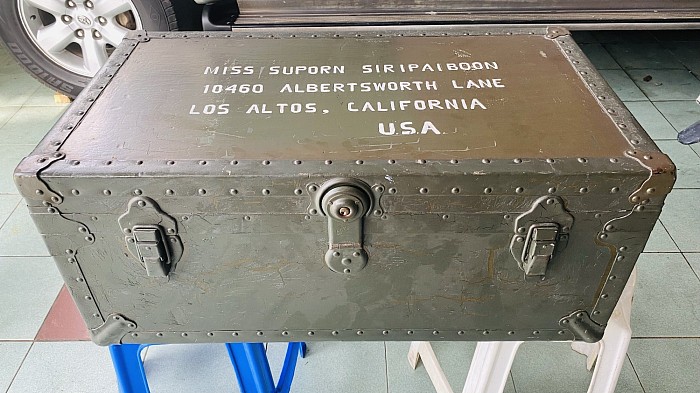 MISS SUPORN SIRIPAIBOON
10460 ALBERTSWORTH LANE
LOS ALTOS, CALIFORNIA
U.S.A.